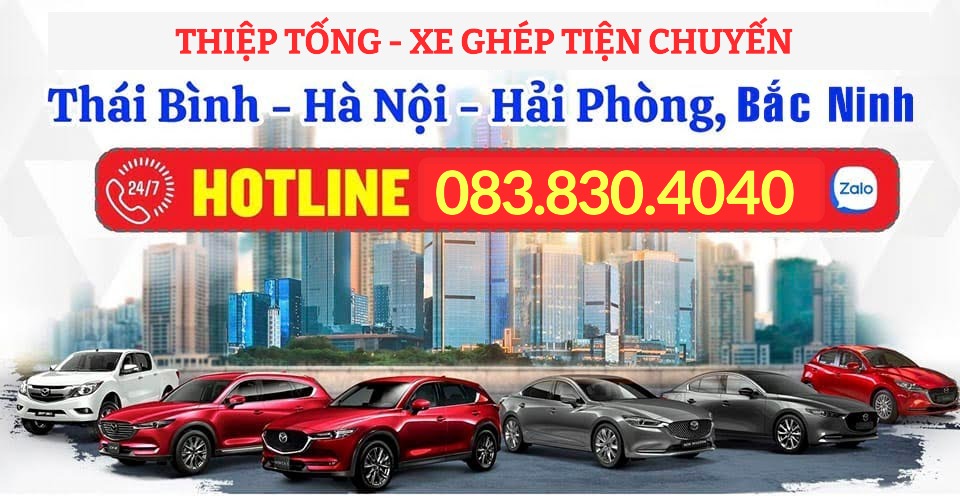 THIỆP TỐNG - XE GHÉP TIỆN CHUYẾN
Thái Bình - Hà Nội - Hải Phòng, Bắc Ninh
24/7 HOTLINE 083.830.4040 Zalo